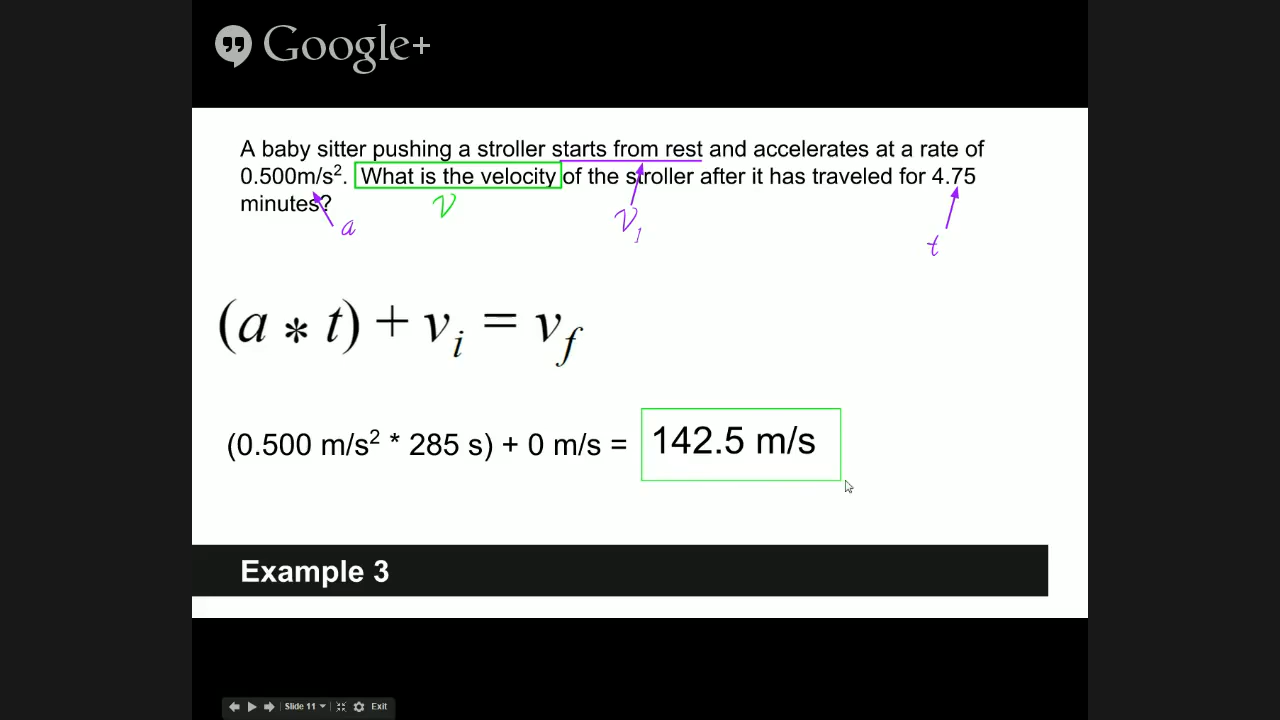 Google+
A baby sitter pushing a stroller starts from rest and accelerates at a rate of
0.500m/s². What is the velocity of the stroller after it has traveled for 4.75
minutes?
a
v
v₁
t
(a * t) + vᵢ = v_f
(0.500 m/s² * 285 s) + 0 m/s = 142.5 m/s
Example 3
Slide 11
Exit